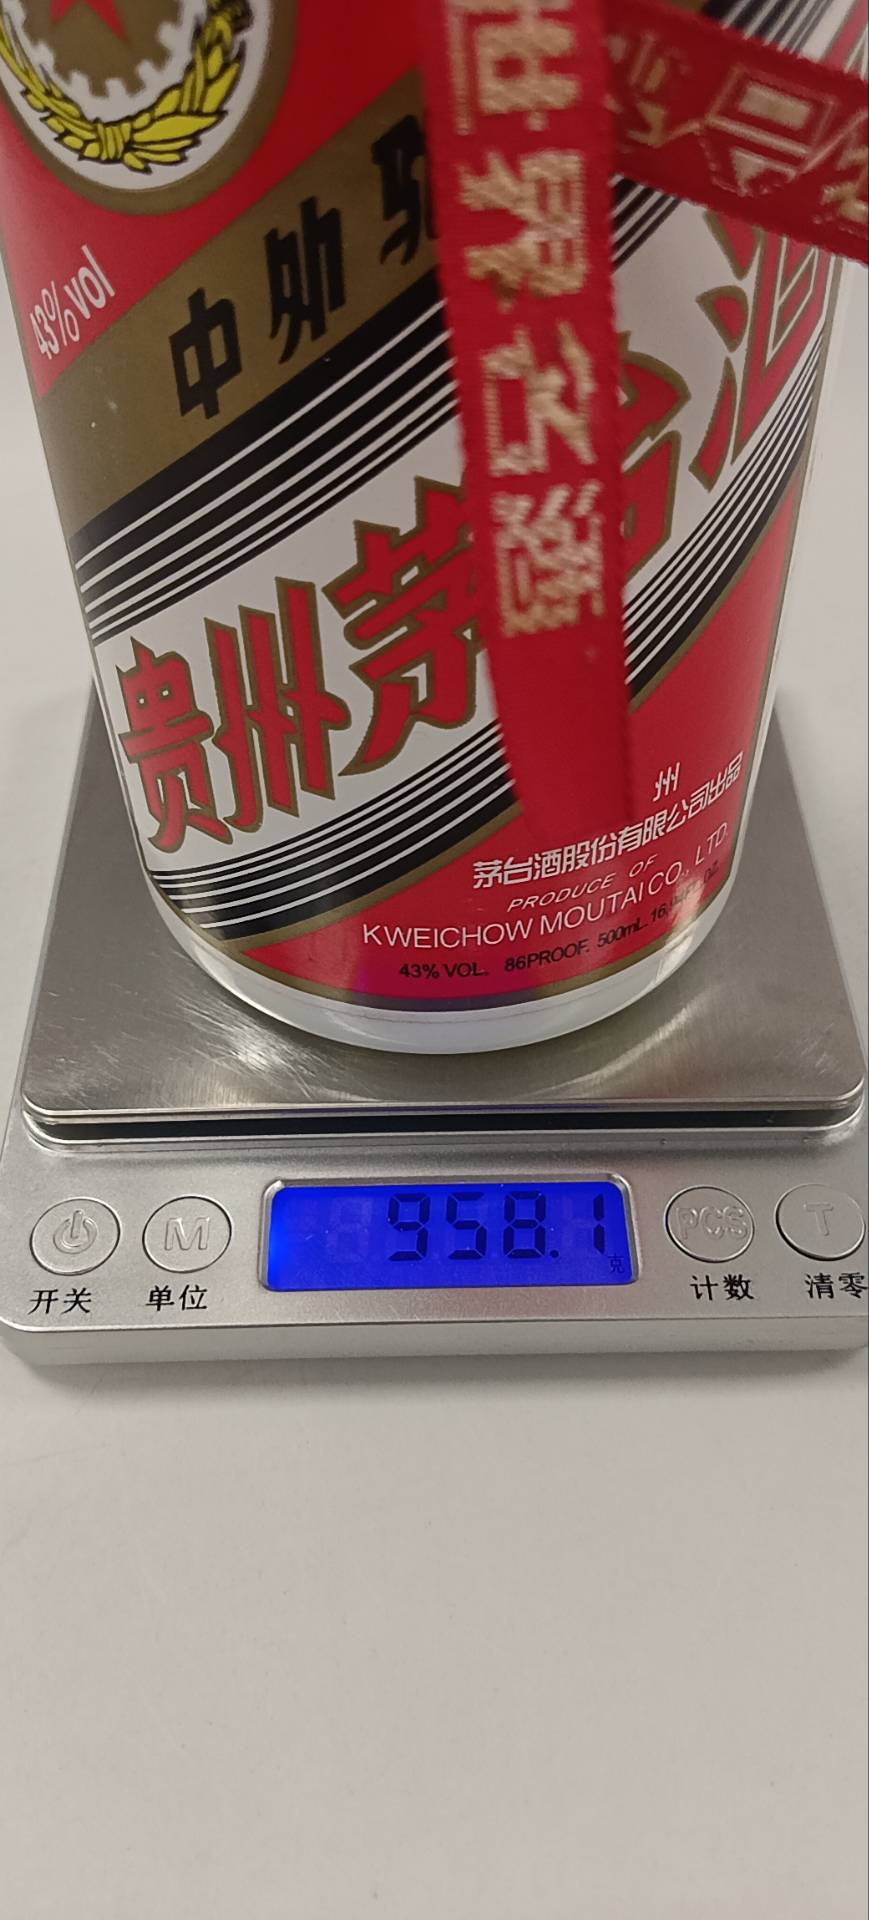 43%vol
中外驰
世界之源
贵州茅台酒
州
茅台酒股份有限公司出品
PRODUCE OF
KWEICHOW MOUTAI CO., LTD.
43% VOL. 86PROOF. 500mL.
958.1
克
M
PCS
T
开关
单位
计数
清零